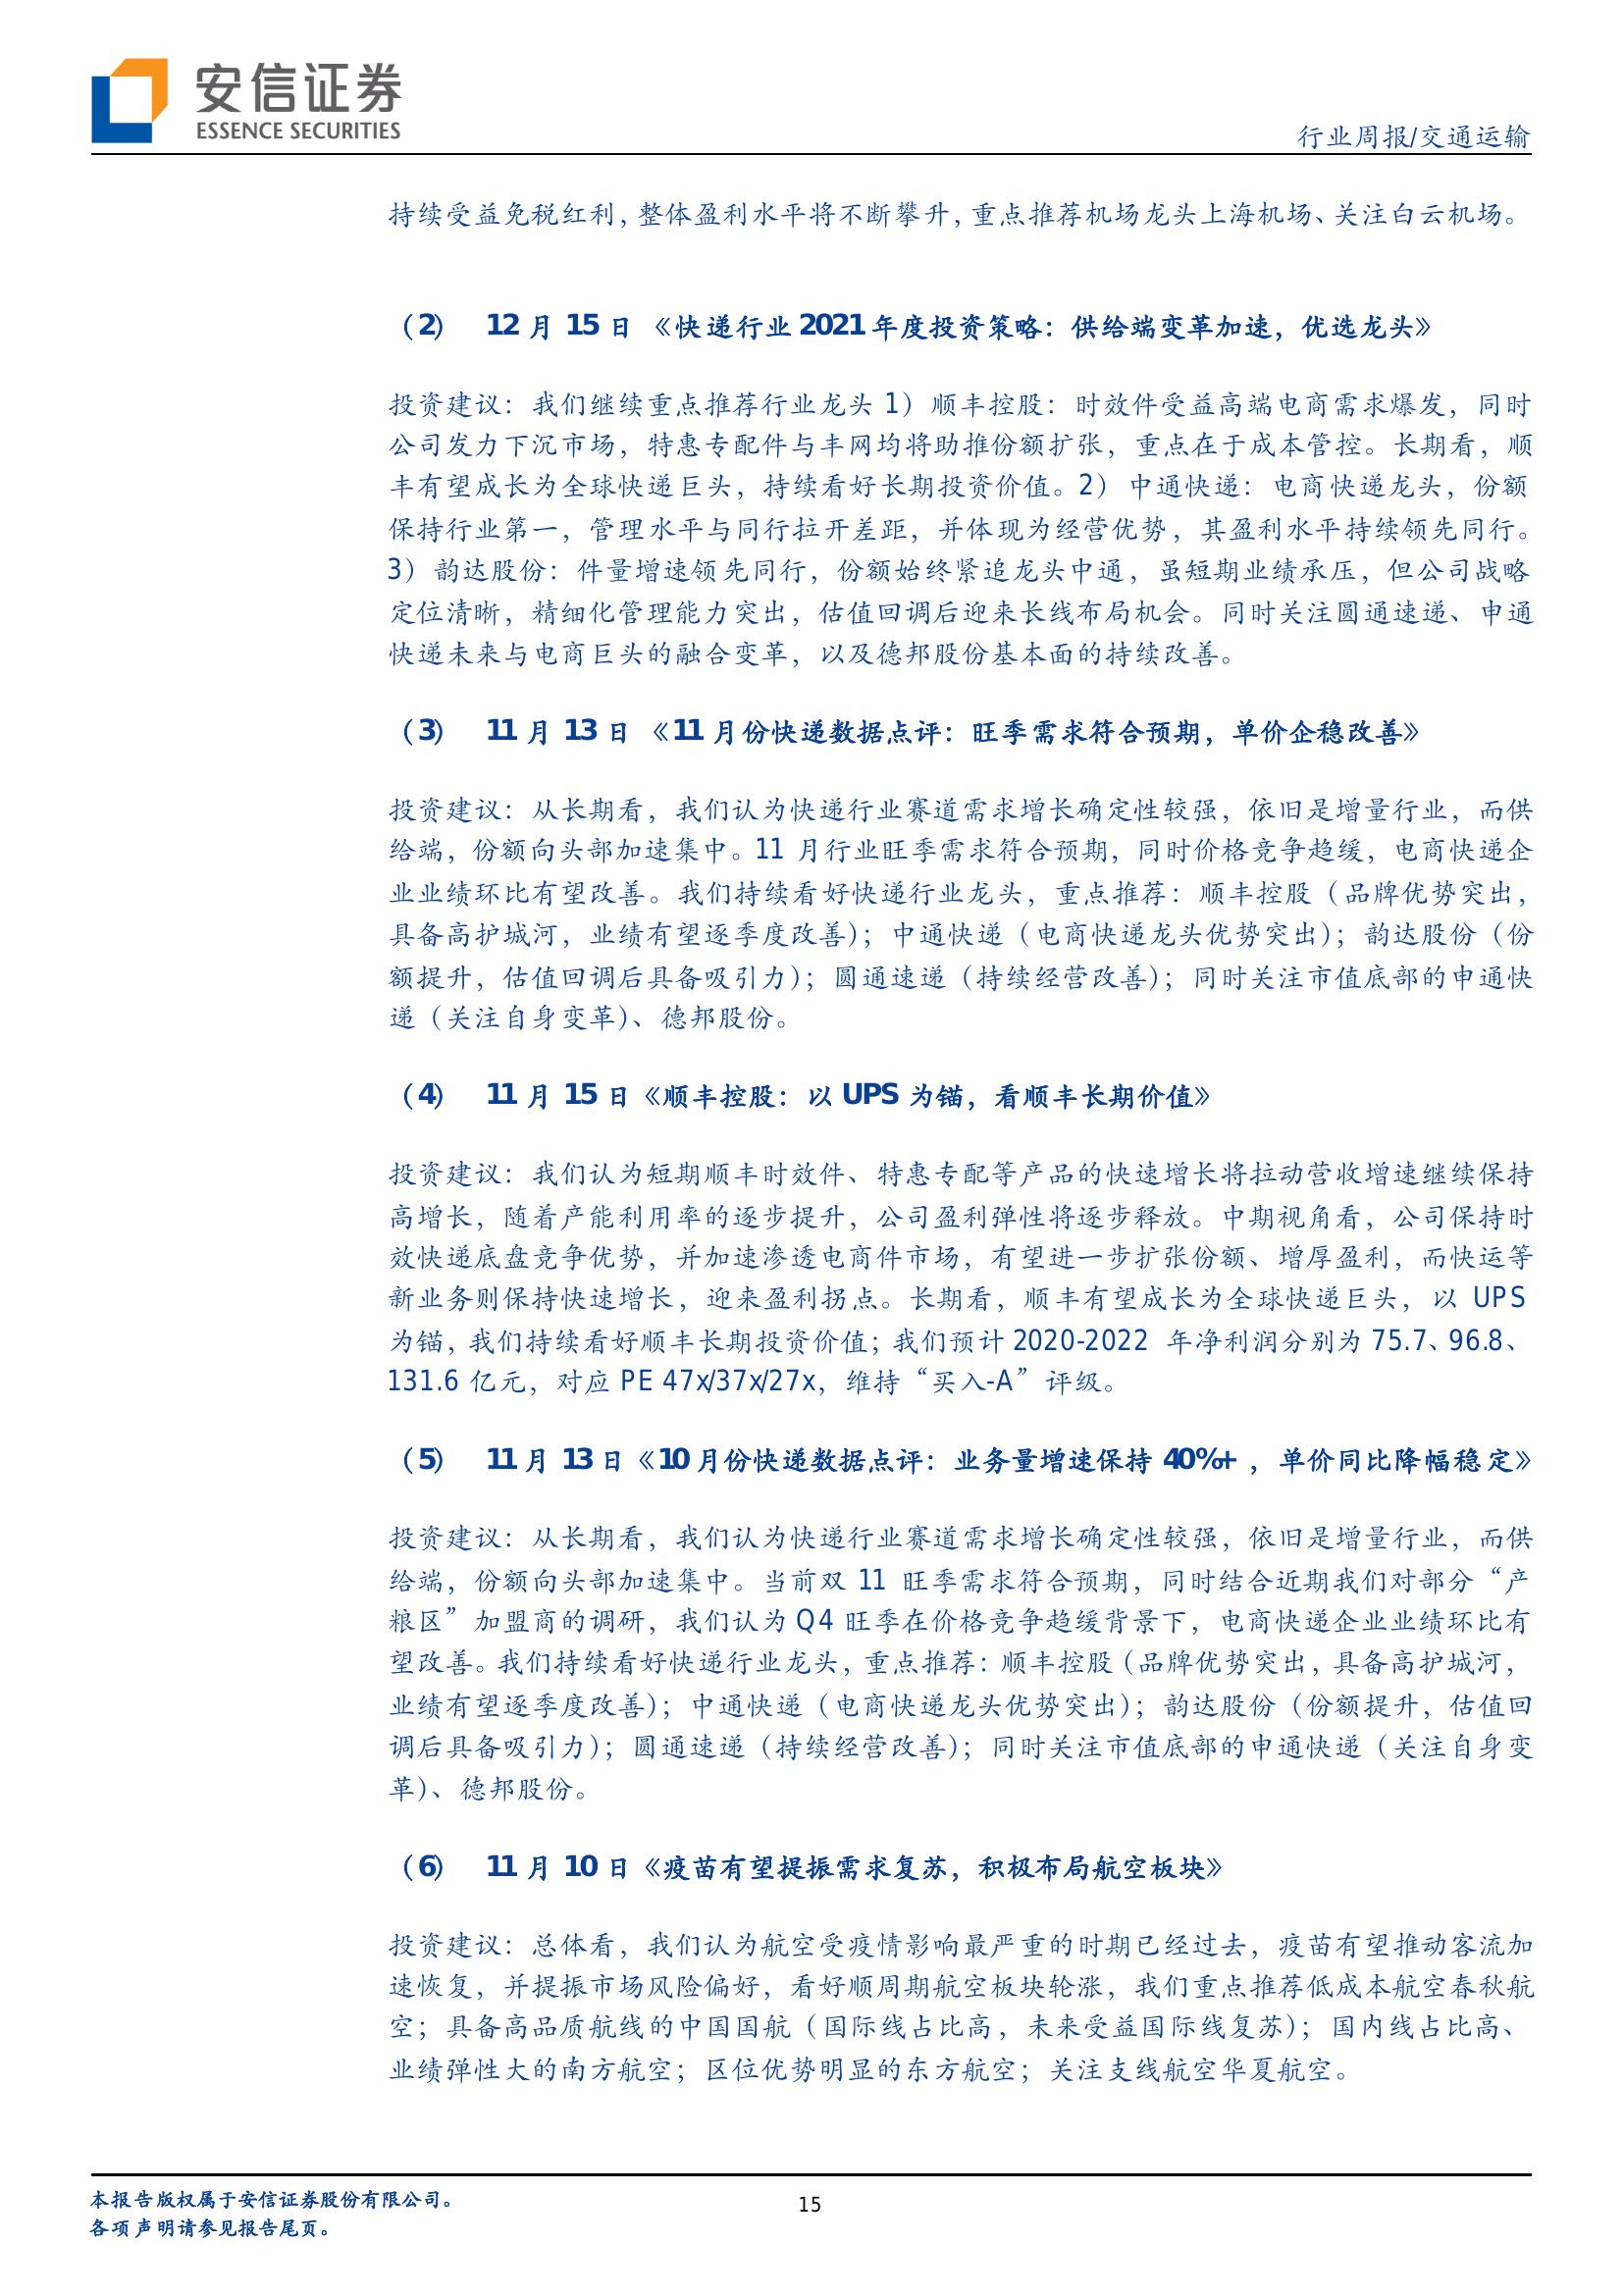 安信证券
ESSENCE SECURITIES
行业周报/交通运输
持续受益免税红利，整体盈利水平将不断攀升，重点推荐机场龙头上海机场、关注白云机场。
（2） 12 月 15 日 《快递行业 2021 年度投资策略：供给端变革加速，优选龙头》
投资建议：我们继续重点推荐行业龙头 1）顺丰控股：时效件受益高端电商需求爆发，同时
公司发力下沉市场，特惠专配件与丰网均将助推份额扩张，重点在于成本管控。长期看，顺
丰有望成长为全球快递巨头，持续看好长期投资价值。2）中通快递：电商快递龙头，份额
保持行业第一，管理水平与同行拉开差距，并体现为经营优势，其盈利水平持续领先同行。
3）韵达股份：件量增速领先同行，份额始终紧追龙头中通，虽短期业绩承压，但公司战略
定位清晰，精细化管理能力突出，估值回调后迎来长线布局机会。同时关注圆通速递、申通
快递未来与电商巨头的融合变革，以及德邦股份基本面的持续改善。
（3） 11 月 13 日 《11 月份快递数据点评：旺季需求符合预期，单价企稳改善》
投资建议：从长期看，我们认为快递行业赛道需求增长确定性较强，依旧是增量行业，而供
给端，份额向头部加速集中。11 月行业旺季需求符合预期，同时价格竞争趋缓，电商快递企
业业绩环比有望改善。我们持续看好快递行业龙头，重点推荐：顺丰控股（品牌优势突出，
具备高护城河，业绩有望逐季度改善）；中通快递（电商快递龙头优势突出）；韵达股份（份
额提升，估值回调后具备吸引力）；圆通速递（持续经营改善）；同时关注市值底部的申通快
递（关注自身变革）、德邦股份。
（4） 11 月 15 日《顺丰控股：以 UPS 为锚，看顺丰长期价值》
投资建议：我们认为短期顺丰时效件、特惠专配等产品的快速增长将拉动营收增速继续保持
高增长，随着产能利用率的逐步提升，公司盈利弹性将逐步释放。中期视角看，公司保持时
效快递底盘竞争优势，并加速渗透电商件市场，有望进一步扩张份额、增厚盈利，而快运等
新业务则保持快速增长，迎来盈利拐点。长期看，顺丰有望成长为全球快递巨头，以 UPS
为锚，我们持续看好顺丰长期投资价值；我们预计 2020-2022 年净利润分别为 75.7、96.8、
131.6 亿元，对应 PE 47x/37x/27x，维持“买入-A”评级。
（5） 11 月 13 日《10 月份快递数据点评：业务量增速保持 40%+，单价同比降幅稳定》
投资建议：从长期看，我们认为快递行业赛道需求增长确定性较强，依旧是增量行业，而供
给端，份额向头部加速集中。当前双 11 旺季需求符合预期，同时结合近期我们对部分“产
粮区”加盟商的调研，我们认为 Q4 旺季在价格竞争趋缓背景下，电商快递企业业绩环比有
望改善。我们持续看好快递行业龙头，重点推荐：顺丰控股（品牌优势突出，具备高护城河，
业绩有望逐季度改善）；中通快递（电商快递龙头优势突出）；韵达股份（份额提升，估值回
调后具备吸引力）；圆通速递（持续经营改善）；同时关注市值底部的申通快递（关注自身变
革）、德邦股份。
（6） 11 月 10 日《疫苗有望提振需求复苏，积极布局航空板块》
投资建议：总体看，我们认为航空受疫情影响最严重的时期已经过去，疫苗有望推动客流加
速恢复，并提振市场风险偏好，看好顺周期航空板块轮涨，我们重点推荐低成本航空春秋航
空；具备高品质航线的中国国航（国际线占比高，未来受益国际线复苏）；国内线占比高、
业绩弹性大的南方航空；区位优势明显的东方航空；关注支线航空华夏航空。
本报告版权属于安信证券股份有限公司。
各项声明请参见报告尾页。
15